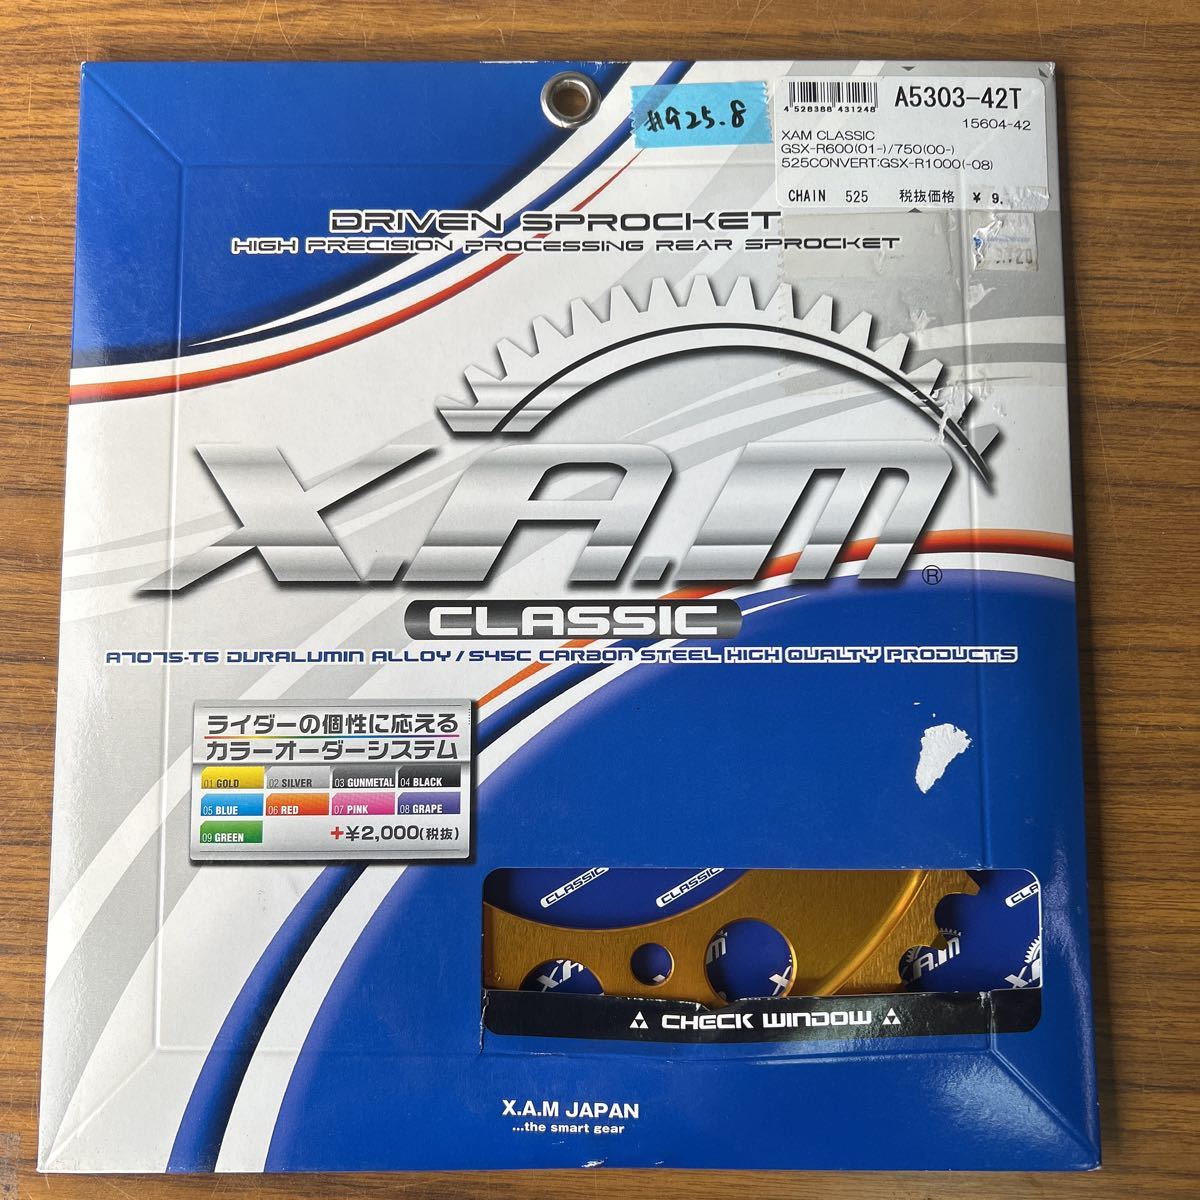 #925.8
4 528388 431248
A5303-42T
15604-42
XAM CLASSIC
GSX-R600(01-)/750(00-)
525CONVERT:GSX-R1000(-08)
CHAIN 525 税抜価格 ¥ 9.
DRIVEN SPROCKET
HIGH PRECISION PROCESSING REAR SPROCKET
X.A.M ®
CLASSIC
A7075-T6 DURALUMIN ALLOY / S45C CARBON STEEL HIGH QUALTY PRODUCTS
ライダーの個性に応える
カラーオーダーシステム
01 GOLD 02 SILVER 03 GUNMETAL 04 BLACK
05 BLUE 06 RED 07 PINK 08 GRAPE
09 GREEN +¥2,000(税抜)
CLASSIC CLASSIC
X.A.M
CHECK WINDOW
X.A.M JAPAN
...the smart gear